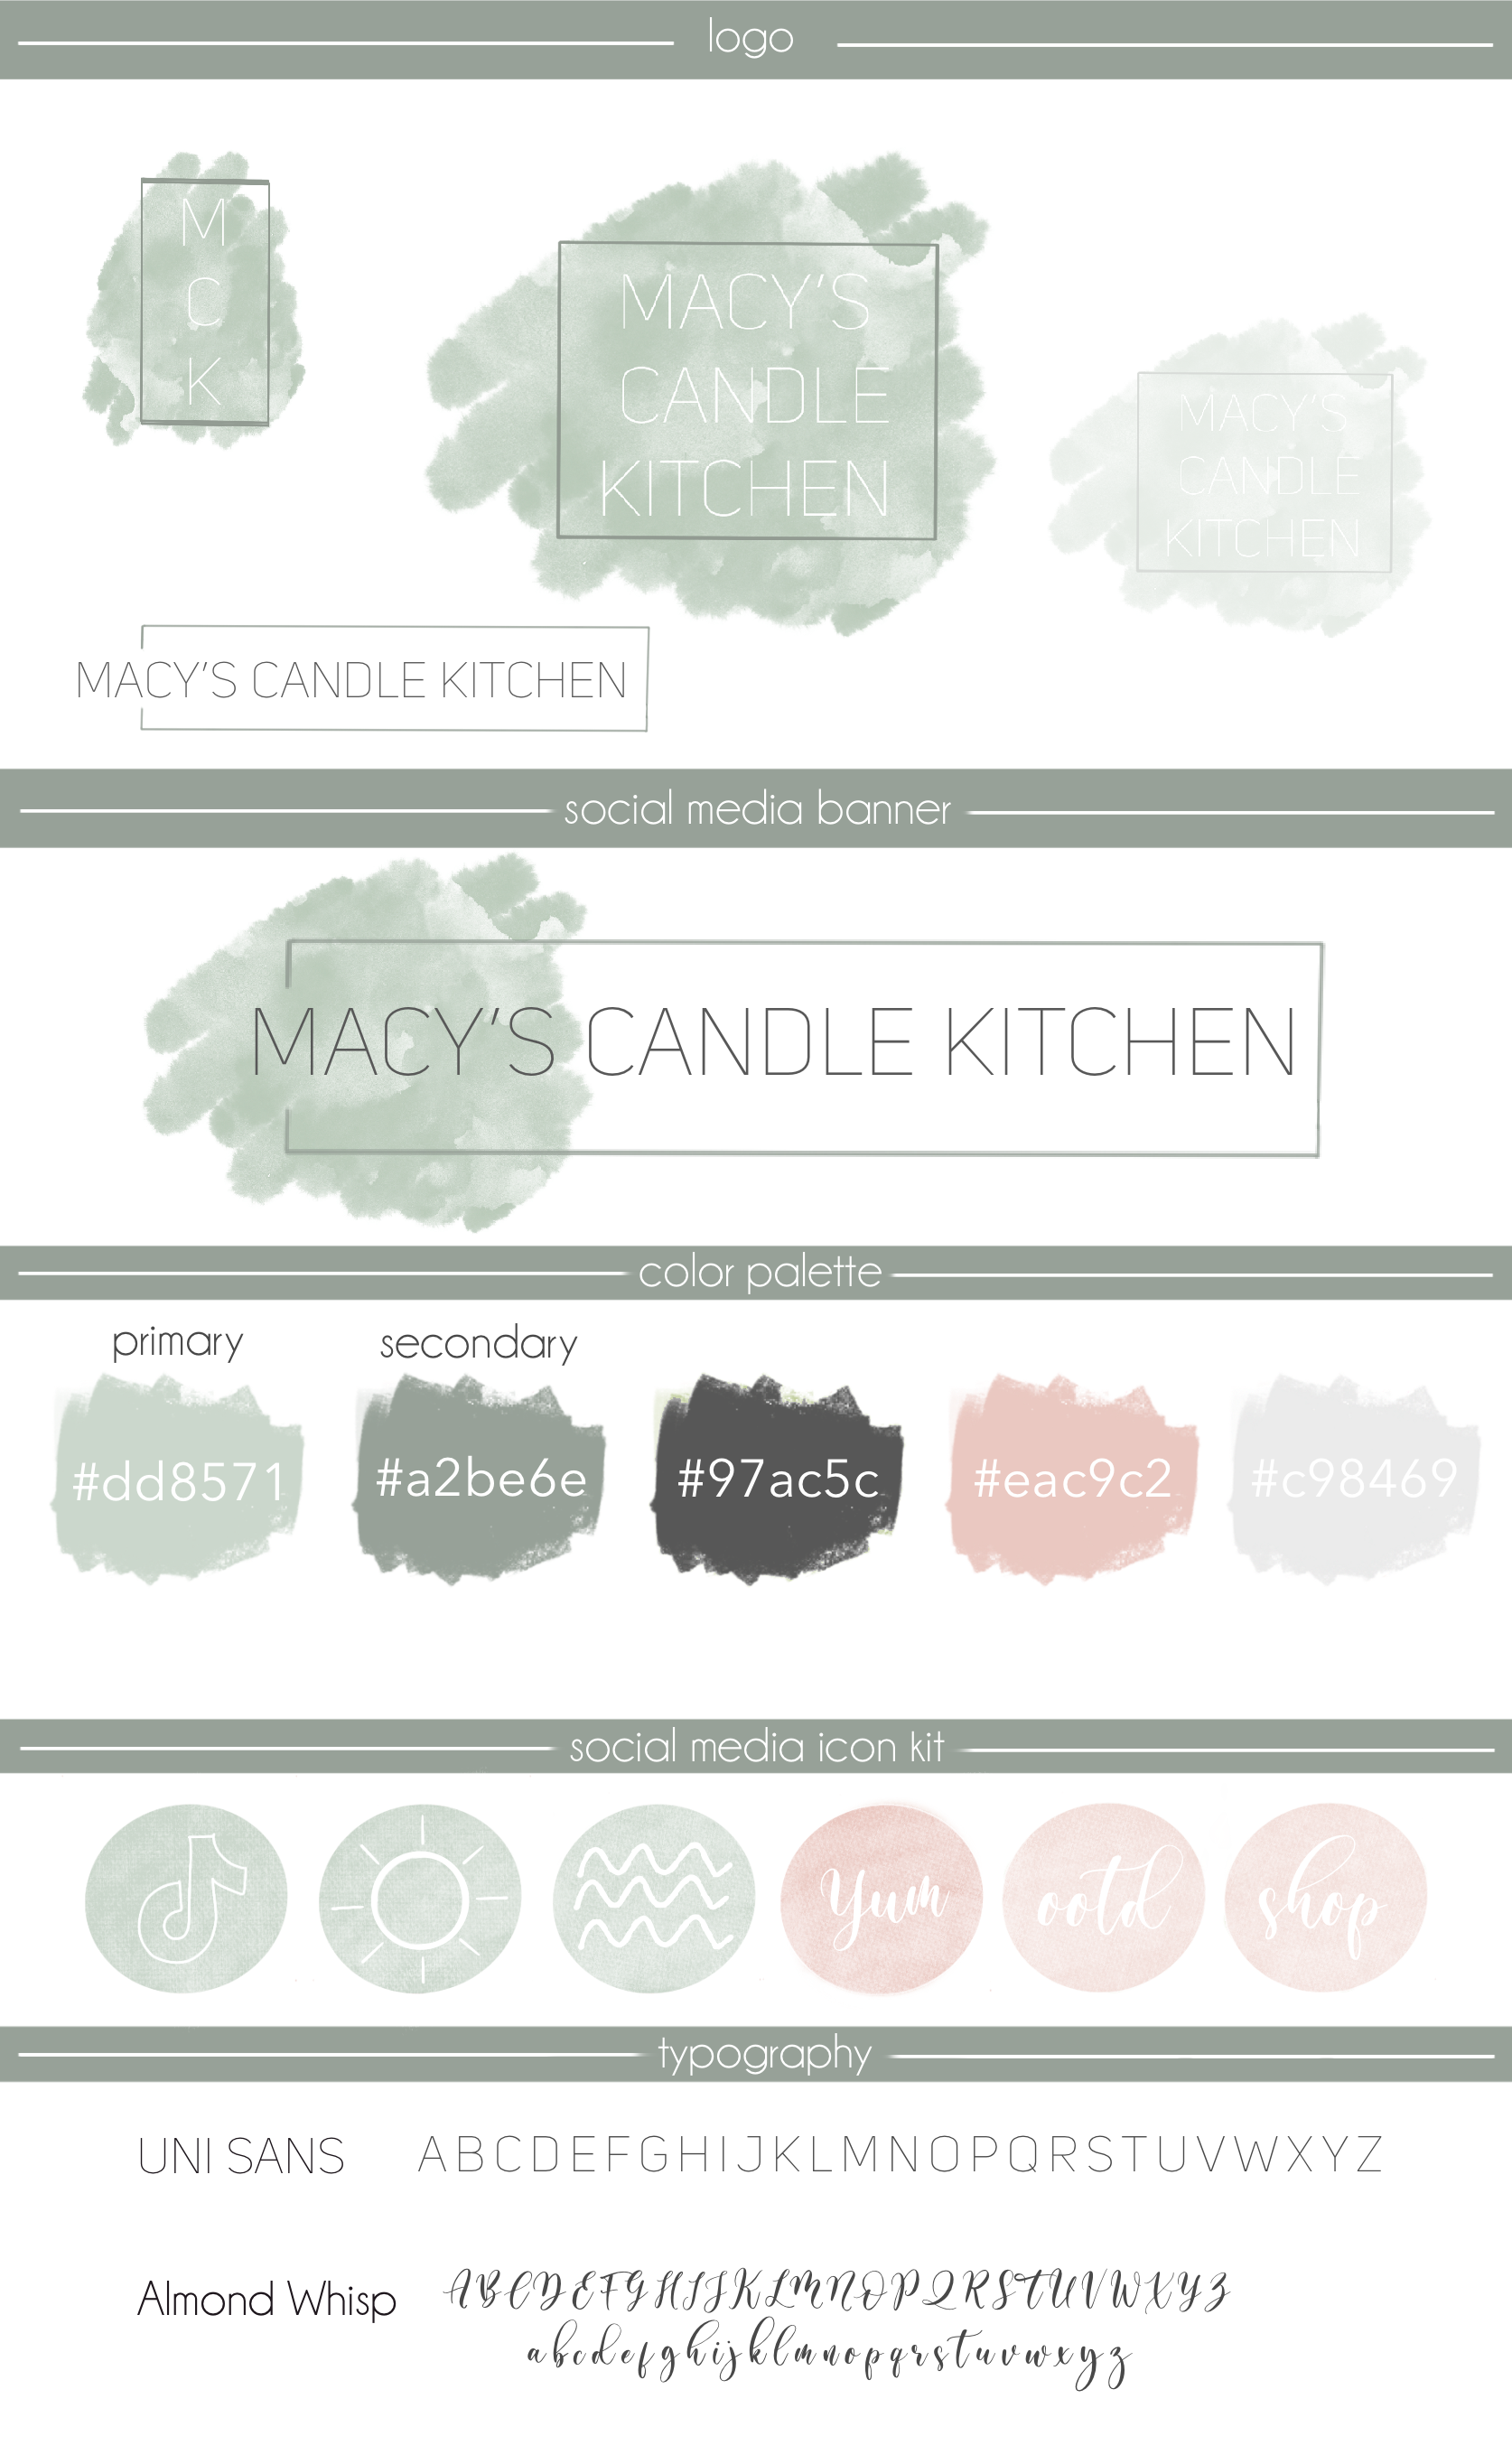 logo
M
C
K
MACY'S
CANDLE
KITCHEN
MACY'S
CANDLE
KITCHEN
MACY'S CANDLE KITCHEN
social media banner
MACY'S CANDLE KITCHEN
color palette
primary
secondary
#dd8571
#a2be6e
#97ac5c
#eac9c2
#c98469
social media icon kit
Yum
ootd
shop
typography
UNI SANS
ABCDEFGHIJKLMNOPQRSTUVWXYZ
Almond Whisp
ABCDEFGHIJKLMNOPQRSTUVWXYZ
abcdefghijklmnopqrstuvwxyz